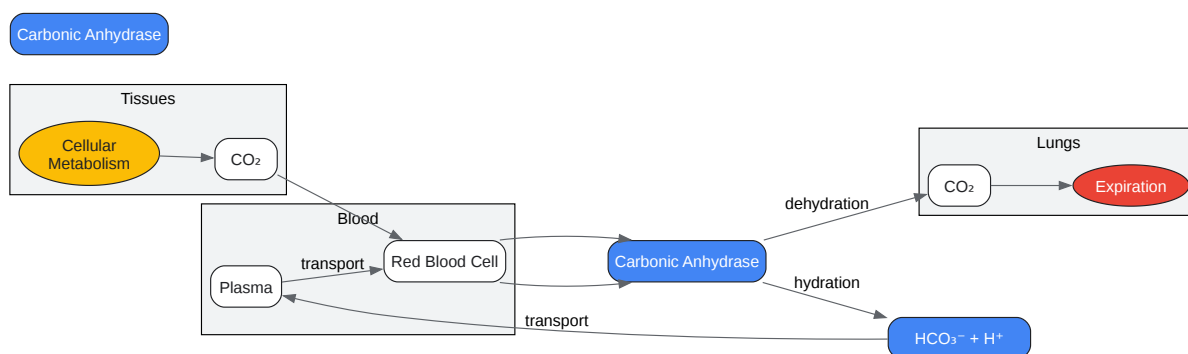 Carbonic Anhydrase
Tissues
Cellular
Metabolism
CO₂
Blood
Plasma
transport
Red Blood Cell
transport
Carbonic Anhydrase
dehydration
hydration
HCO₃⁻ + H⁺
Lungs
CO₂
Expiration